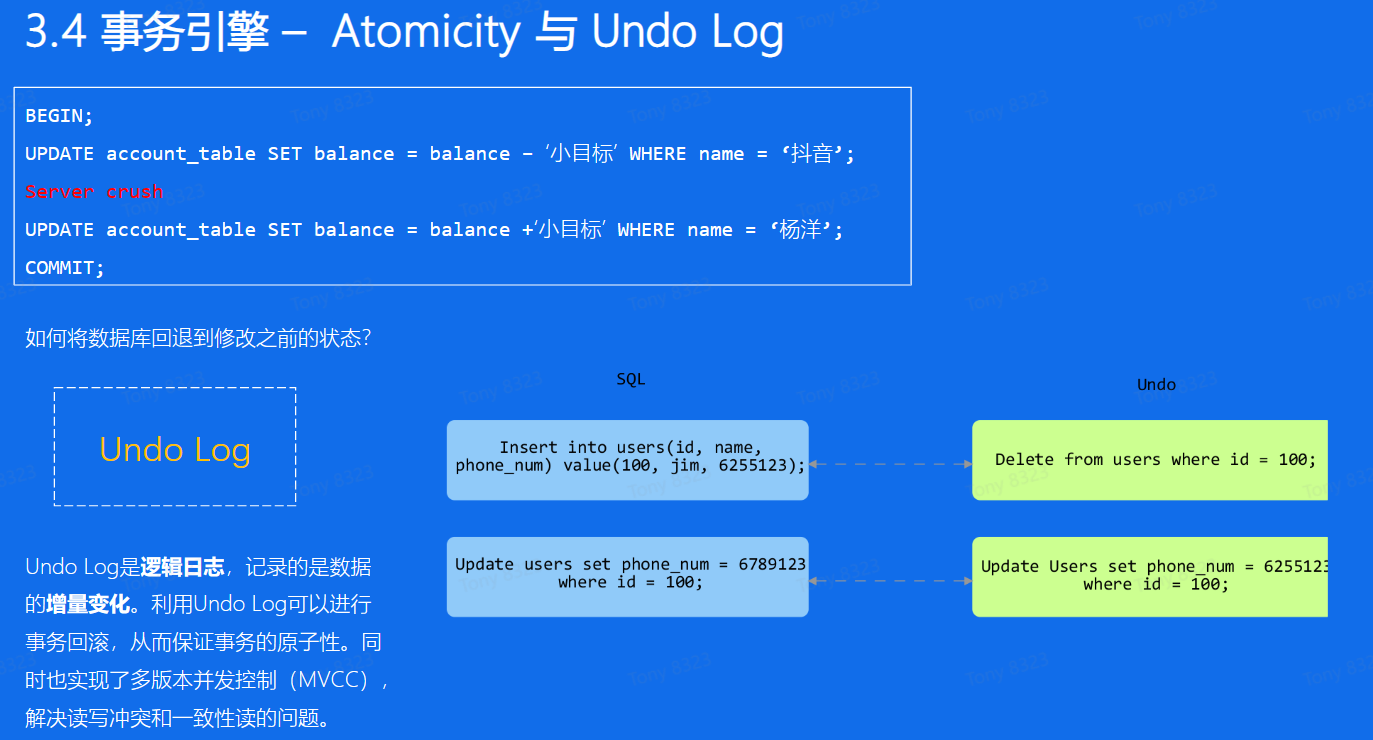 3.4 事务引擎 – Atomicity 与 Undo Log
BEGIN;
UPDATE account_table SET balance = balance – ‘小目标’ WHERE name = ‘抖音’;
Server crush
UPDATE account_table SET balance = balance +‘小目标’ WHERE name = ‘杨洋’;
COMMIT;
如何将数据库回退到修改之前的状态？
Undo Log
Undo Log是逻辑日志，记录的是数据
的增量变化。利用Undo Log可以进行
事务回滚，从而保证事务的原子性。同
时也实现了多版本并发控制（MVCC），
解决读写冲突和一致性读的问题。
SQL
Undo
Insert into users(id, name,
phone_num) value(100, jim, 6255123);
Delete from users where id = 100;
Update users set phone_num = 6789123
where id = 100;
Update Users set phone_num = 6255123
where id = 100;
Tony 8323